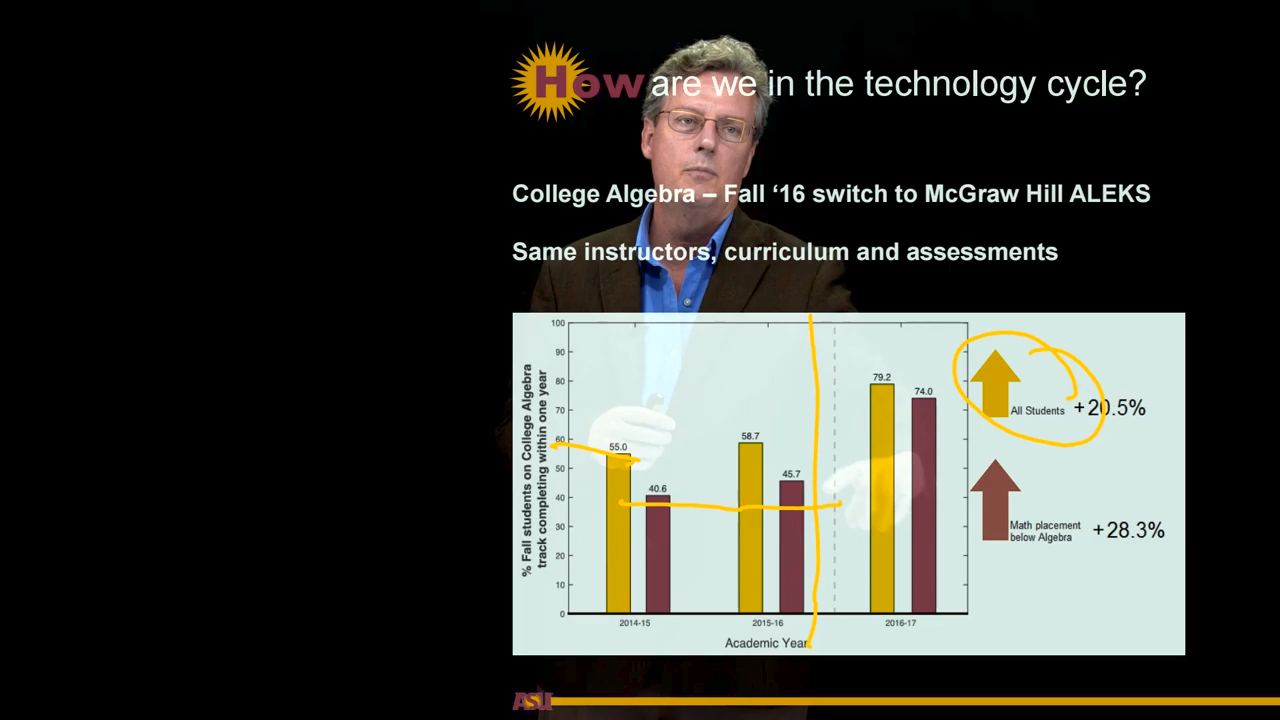 How are we in the technology cycle?
College Algebra – Fall ‘16 switch to McGraw Hill ALEKS
Same instructors, curriculum and assessments
% Fall students on College Algebra
track completing within one year
100
90
80
70
60
50
40
30
20
10
0
55.0
40.6
58.7
45.7
79.2
74.0
2014-15
2015-16
2016-17
Academic Year
All Students +20.5%
Math placement
below Algebra +28.3%
ASU